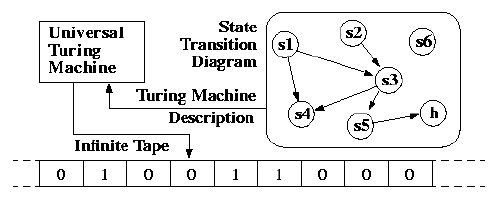 Universal
Turing
Machine
State
Transition
Diagram
s1
s2
s6
s3
s4
s5
h
Turing Machine
Description
Infinite Tape
0 1 0 0 1 1 0 0 0